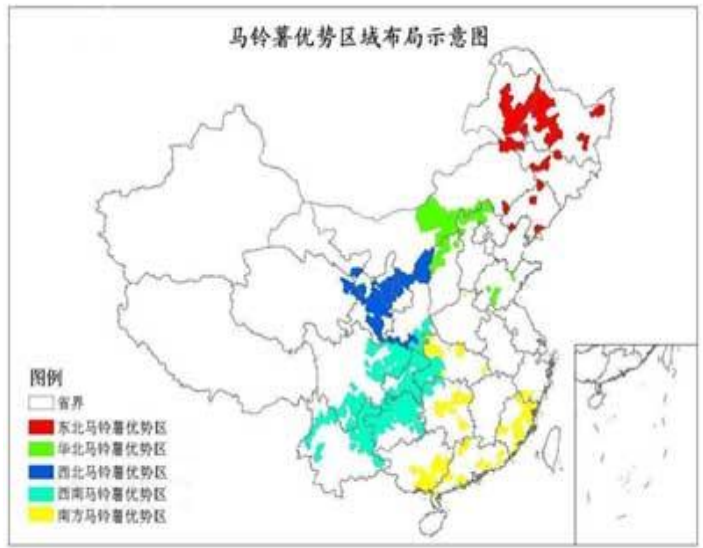 马铃薯优势区域布局示意图
图例
省界
东北马铃薯优势区
华北马铃薯优势区
西北马铃薯优势区
西南马铃薯优势区
南方马铃薯优势区